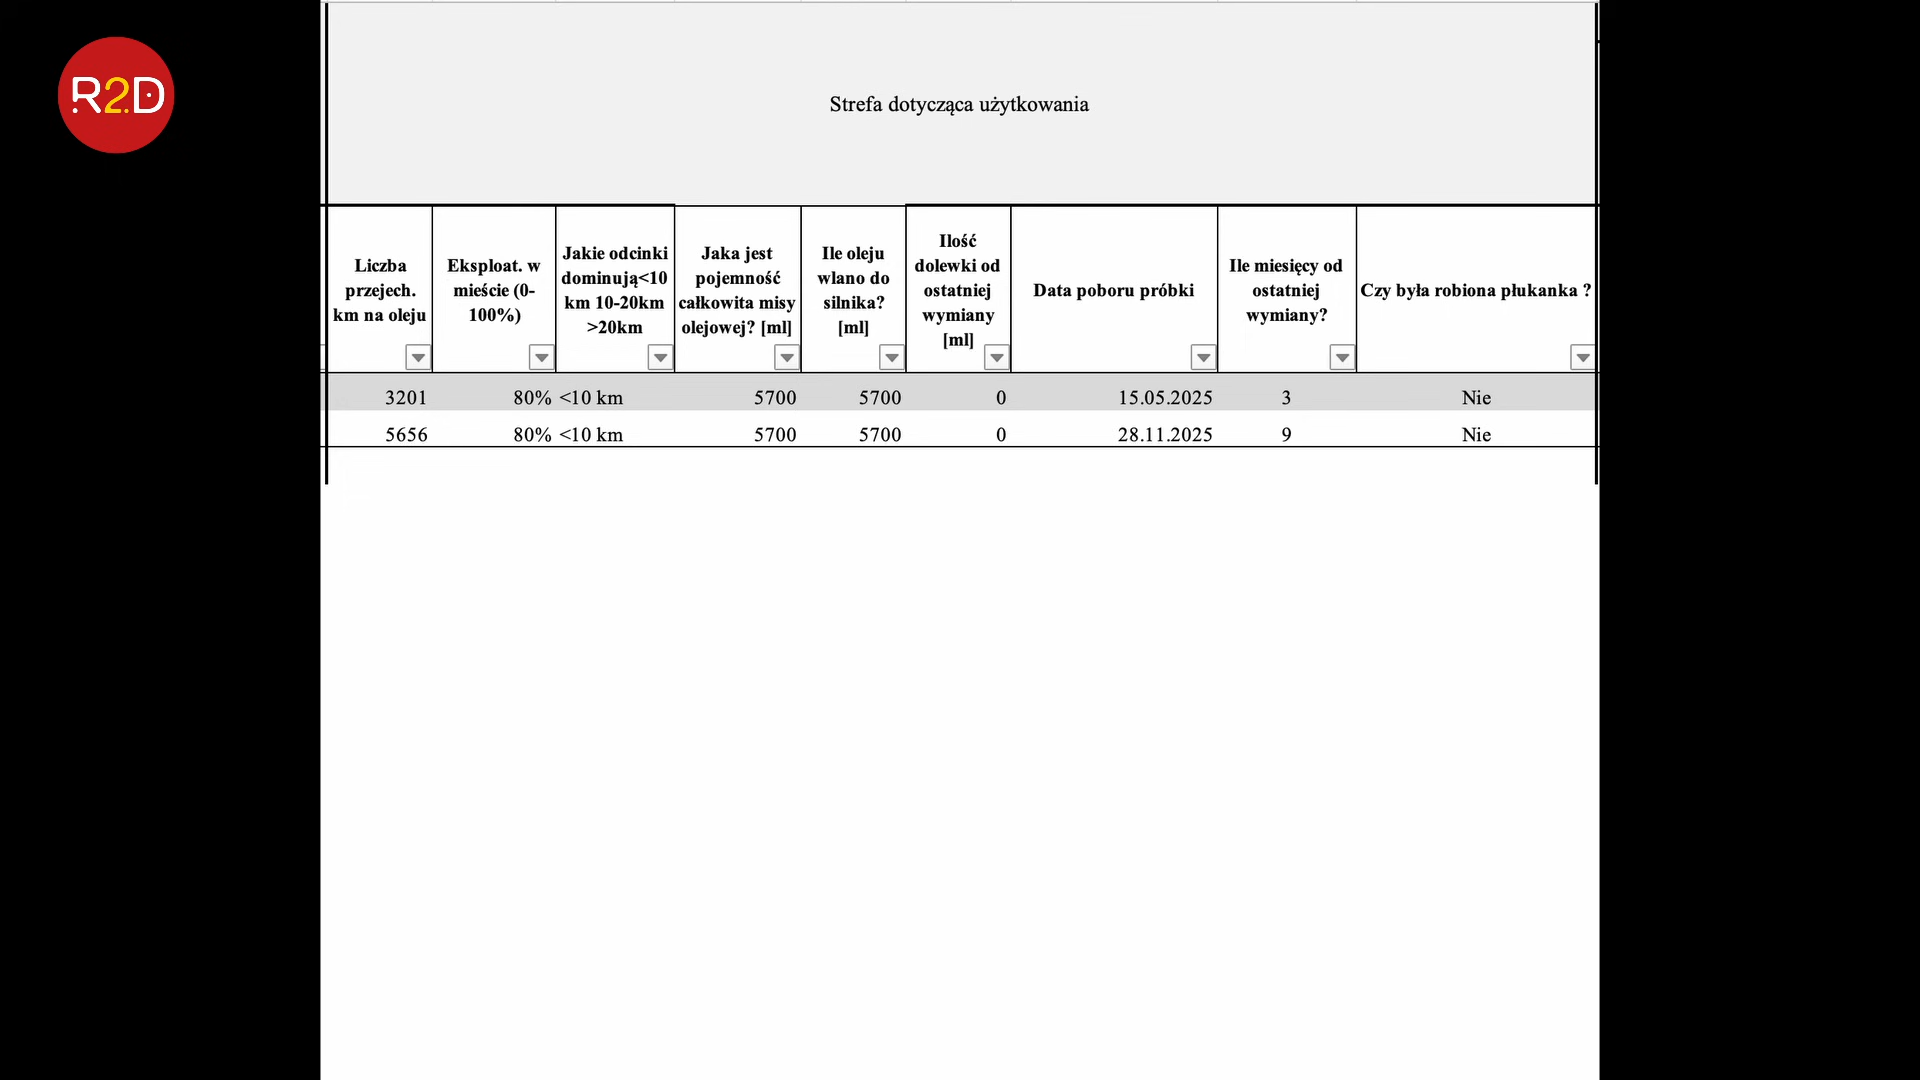 R2D
Strefa dotycząca użytkowania
Liczba
przejech.
km na oleju
Eksploat. w
mieście (0-
100%)
Jakie odcinki
dominują<10
km 10-20km
>20km
Jaka jest
pojemność
całkowita misy
olejowej? [ml]
Ile oleju
wlano do
silnika?
[ml]
Ilość
dolewki od
ostatniej
wymiany
[ml]
Data poboru próbki
Ile miesięcy od
ostatniej
wymiany?
Czy była robiona płukanka ?
3201 80% <10 km 5700 5700 0 15.05.2025 3 Nie
5656 80% <10 km 5700 5700 0 28.11.2025 9 Nie